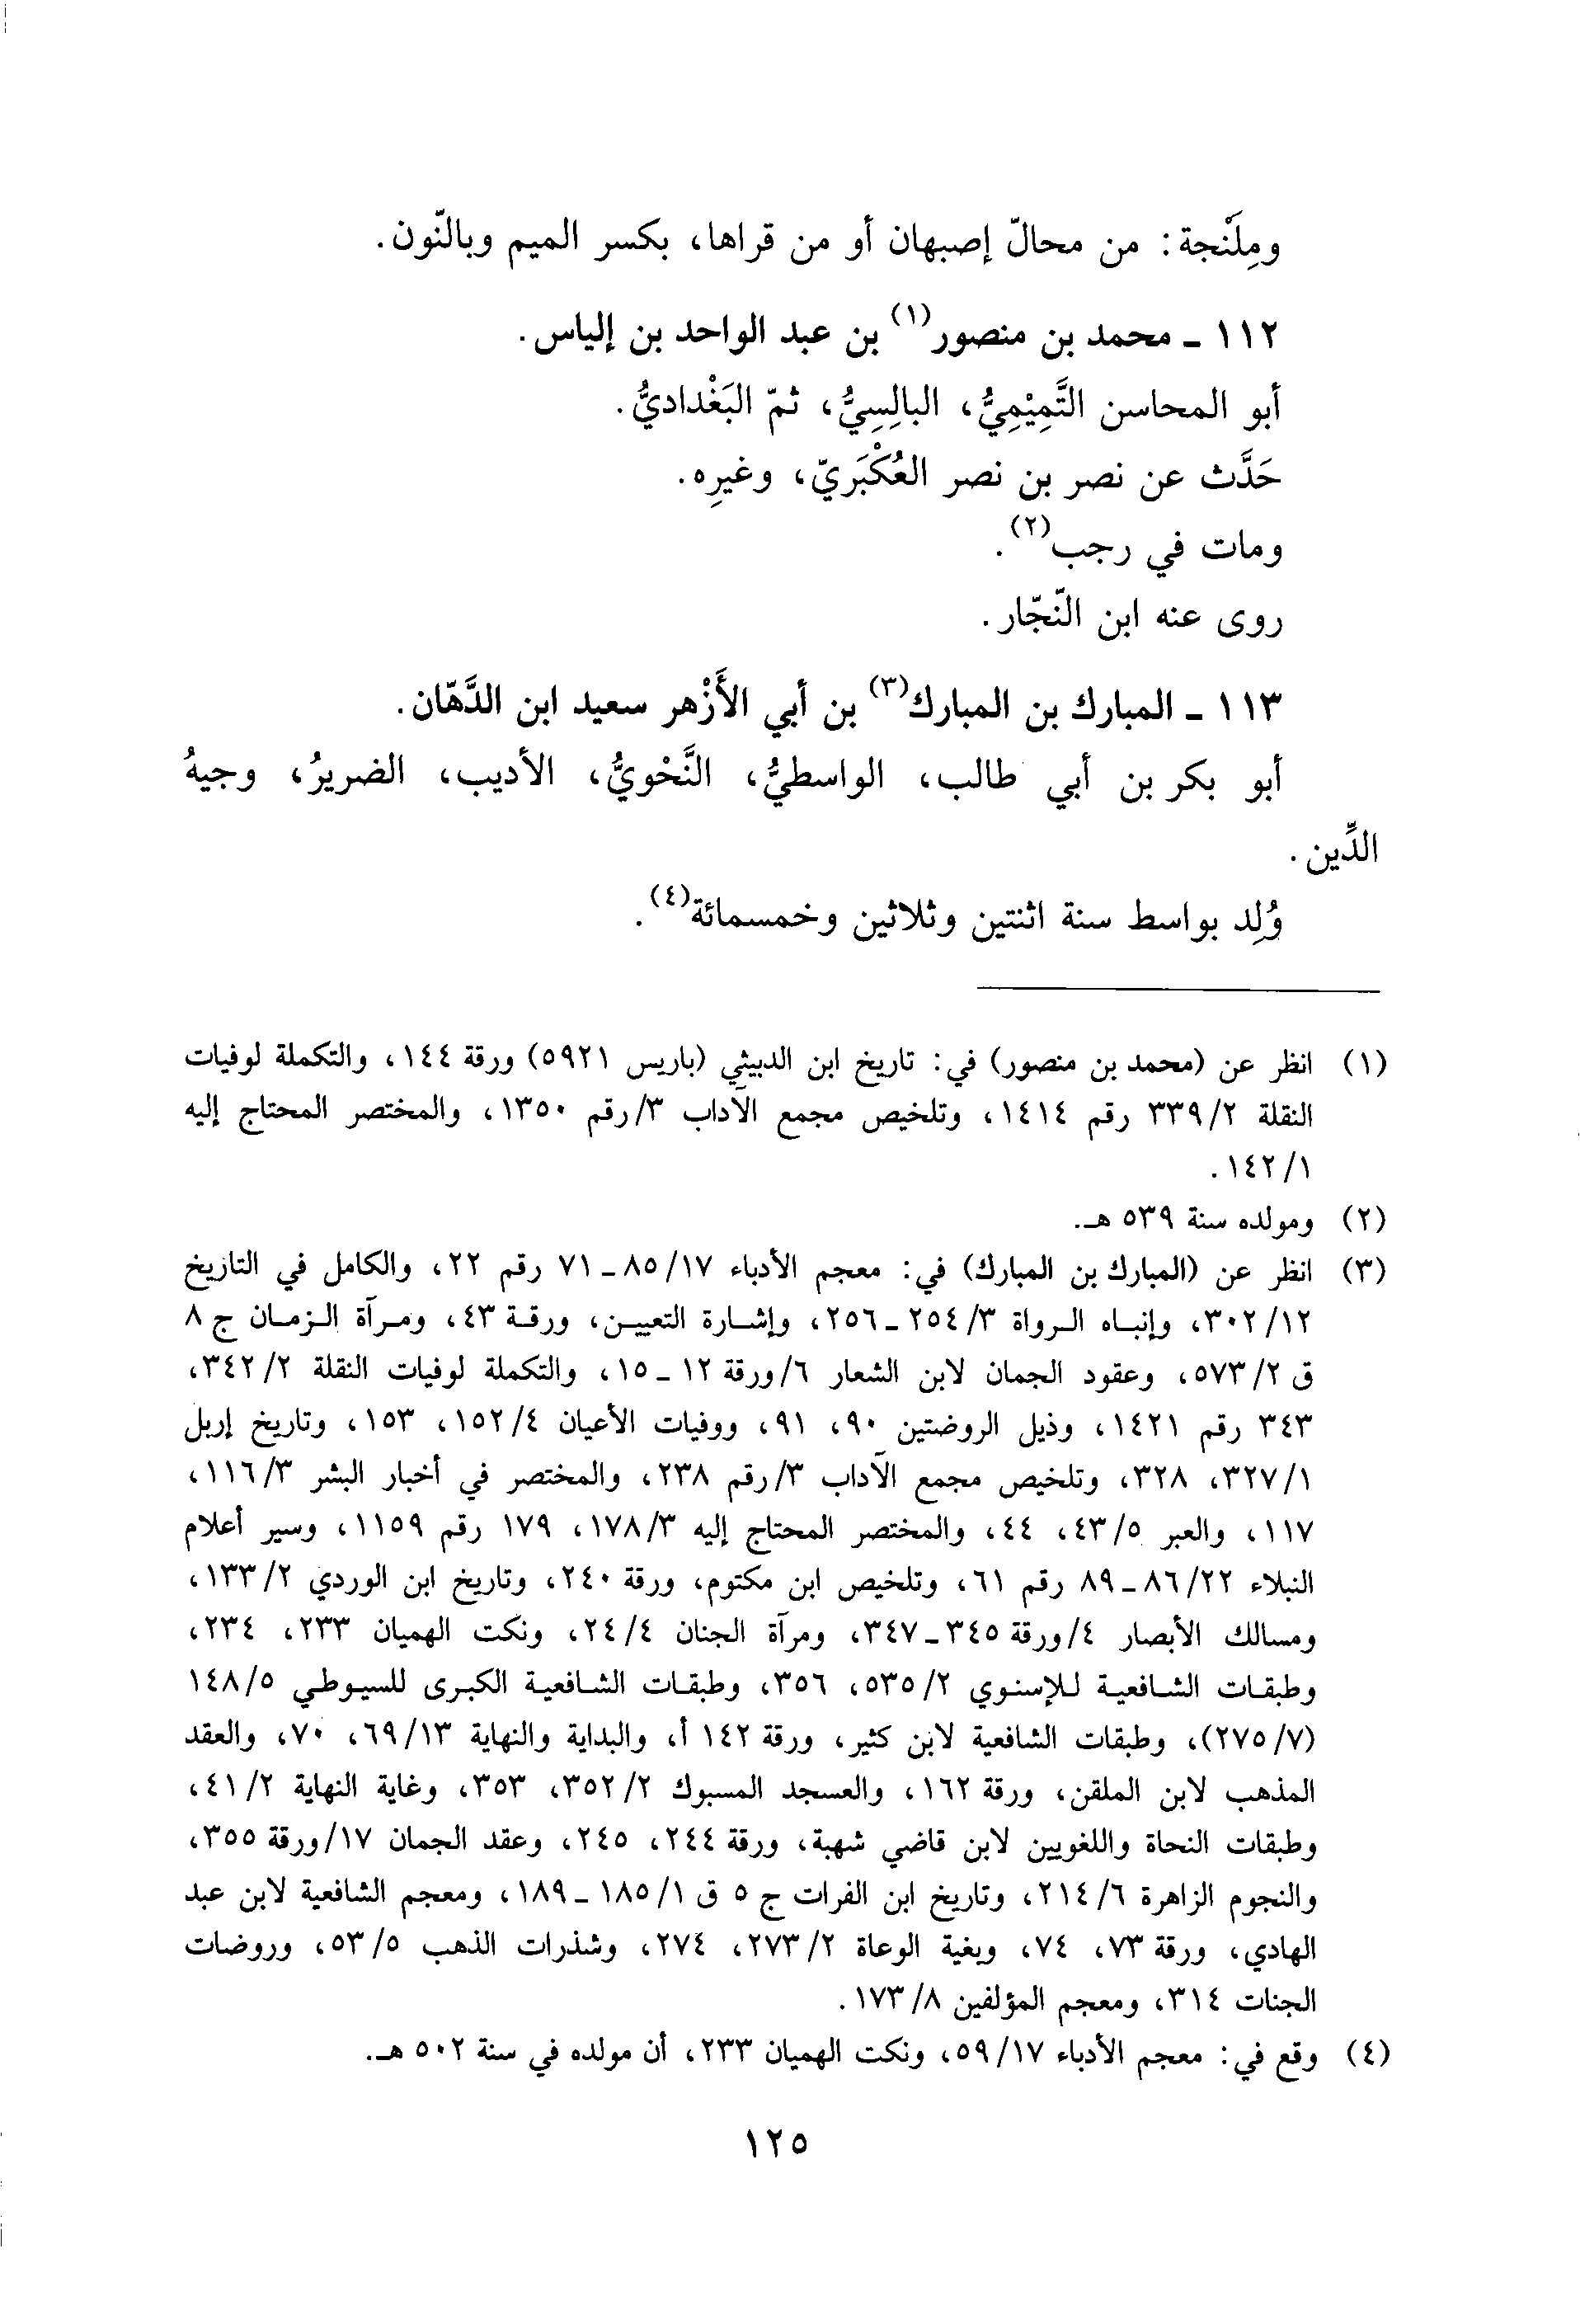 ومِلَنْجة: من محالّ إصبهان أو من قراها، بكسر الميم وبالنّون.
١١٢ ـ محمد بن منصور(١) بن عبد الواحد بن إلياس.
أبو المحاسن التَّمِيْمِيُّ، البالِسِيُّ، ثمّ البَغْداديُّ.
حَدَّث عن نصر بن نصر العُكْبَريّ، وغيرِه.
ومات في رجب(٢).
روى عنه ابن النّجّار.
١١٣ ـ المبارك بن المبارك(٣) بن أبي الأَزْهر سعيد ابن الدَّهّان.
أبو بكر بن أبي طالب، الواسطيُّ، النَّحْويُّ، الأديب، الضريرُ، وجيهُ
الدِّين.
وُلِد بواسط سنة اثنتين وثلاثين وخمسمائة(٤).
(١) انظر عن (محمد بن منصور) في: تاريخ ابن الدبيثي (باريس ٥٩٢١) ورقة ١٤٤، والتكملة لوفيات
النقلة ٢/ ٣٣٩ رقم ١٤١٤، وتلخيص مجمع الآداب ٣/ رقم ١٣٥٠، والمختصر المحتاج إليه
١/ ١٤٢.
(٢) ومولده سنة ٥٣٩ هـ.
(٣) انظر عن (المبارك بن المبارك) في: معجم الأدباء ١٧/ ٨٥ ـ ٧١ رقم ٢٢، والكامل في التاريخ
١٢/ ٣٠٢، وإنباه الرواة ٣/ ٢٥٤ ـ ٢٥٦، وإشارة التعيين، ورقة ٤٣، ومرآة الزمان ج ٨
ق ٢/ ٥٧٣، وعقود الجمان لابن الشعار ٦/ ورقة ١٢ ـ ١٥، والتكملة لوفيات النقلة ٢/ ٣٤٢،
٣٤٣ رقم ١٤٢١، وذيل الروضتين ٩٠، ٩١، ووفيات الأعيان ٤/ ١٥٢، ١٥٣، وتاريخ إربل
١/ ٣٢٧، ٣٢٨، وتلخيص مجمع الآداب ٣/ رقم ٢٣٨، والمختصر في أخبار البشر ٣/ ١١٦،
١١٧، والعبر ٥/ ٤٣، ٤٤، والمختصر المحتاج إليه ٣/ ١٧٨، ١٧٩ رقم ١١٥٩، وسير أعلام
النبلاء ٢٢/ ٨٦ ـ ٨٩ رقم ٦١، وتلخيص ابن مكتوم، ورقة ٢٤٠، وتاريخ ابن الوردي ٢/ ١٣٣،
ومسالك الأبصار ٤/ ورقة ٣٤٥ ـ ٣٤٧، ومرآة الجنان ٤/ ٢٤، ونكت الهميان ٢٣٣، ٢٣٤،
وطبقات الشافعية للإسنوي ٢/ ٥٣٥، ٣٥٦، وطبقات الشافعية الكبرى للسيوطي ٥/ ١٤٨
(٧/ ٢٧٥)، وطبقات الشافعية لابن كثير، ورقة ١٤٢ أ، والبداية والنهاية ١٣/ ٦٩، ٧٠، والعقد
المذهب لابن الملقن، ورقة ١٦٢، والعسجد المسبوك ٢/ ٣٥٢، ٣٥٣، وغاية النهاية ٢/ ٤١،
وطبقات النحاة واللغويين لابن قاضي شهبة، ورقة ٢٤٤، ٢٤٥، وعقد الجمان ١٧/ ورقة ٣٥٥،
والنجوم الزاهرة ٦/ ٢١٤، وتاريخ ابن الفرات ج ٥ ق ١/ ١٨٥ ـ ١٨٩، ومعجم الشافعية لابن عبد
الهادي، ورقة ٧٣، ٧٤، وبغية الوعاة ٢/ ٢٧٣، ٢٧٤، وشذرات الذهب ٥/ ٥٣، وروضات
الجنات ٣١٤، ومعجم المؤلفين ٨/ ١٧٣.
(٤) وقع في: معجم الأدباء ١٧/ ٥٩، ونكت الهميان ٢٣٣، أن مولده في سنة ٥٠٢ هـ.
١٢٥